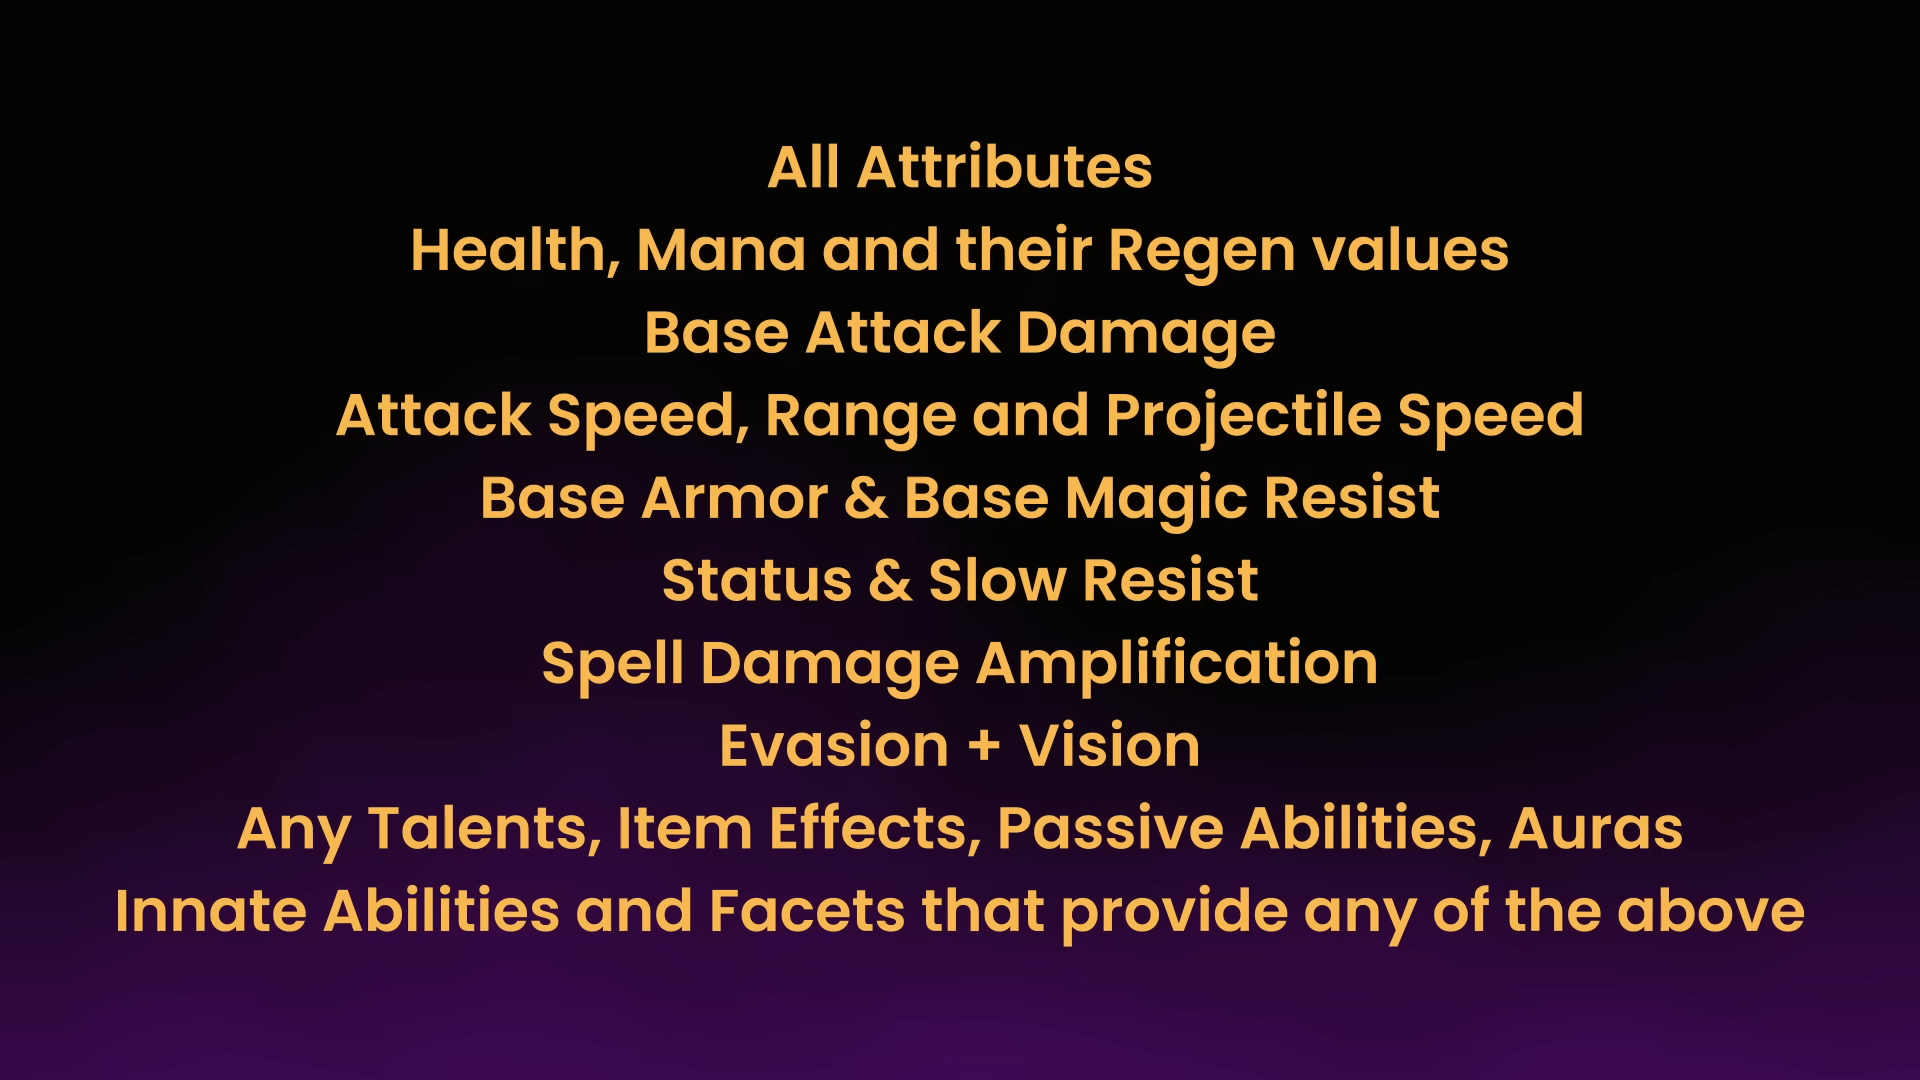 All Attributes
Health, Mana and their Regen values
Base Attack Damage
Attack Speed, Range and Projectile Speed
Base Armor & Base Magic Resist
Status & Slow Resist
Spell Damage Amplification
Evasion + Vision
Any Talents, Item Effects, Passive Abilities, Auras
Innate Abilities and Facets that provide any of the above